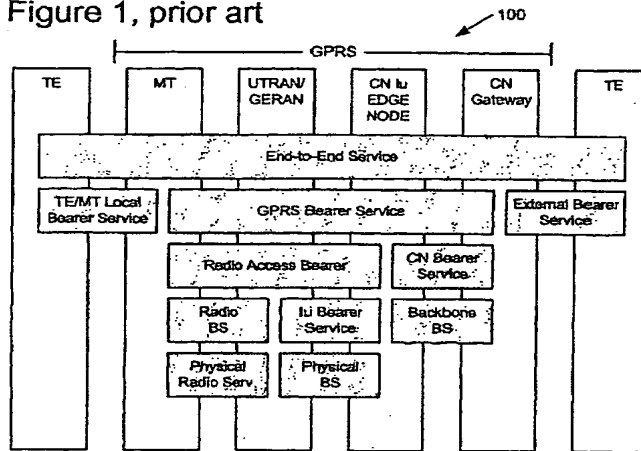 Figure 1, prior art
100
GPRS
TE
MT
UTRAN/
GERAN
CN Iu
EDGE
NODE
CN
Gateway
TE
End-to-End Service
TE/MT Local
Bearer Service
GPRS Bearer Service
External Bearer
Service
Radio Access Bearer
CN Bearer
Service
Radio
BS
Iu Bearer
Service
Backbone
BS
Physical
Radio Serv
Physical
BS